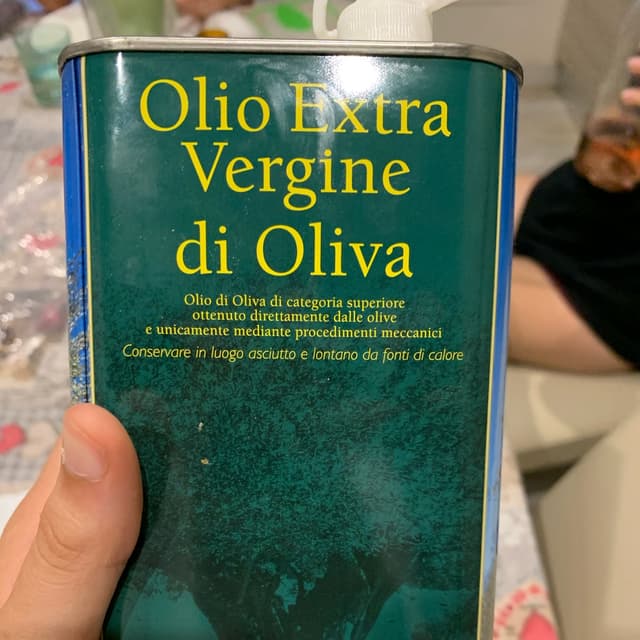 Olio Extra
Vergine
di Oliva
Olio di Oliva di categoria superiore
ottenuto direttamente dalle olive
e unicamente mediante procedimenti meccanici
Conservare in luogo asciutto e lontano da fonti di calore